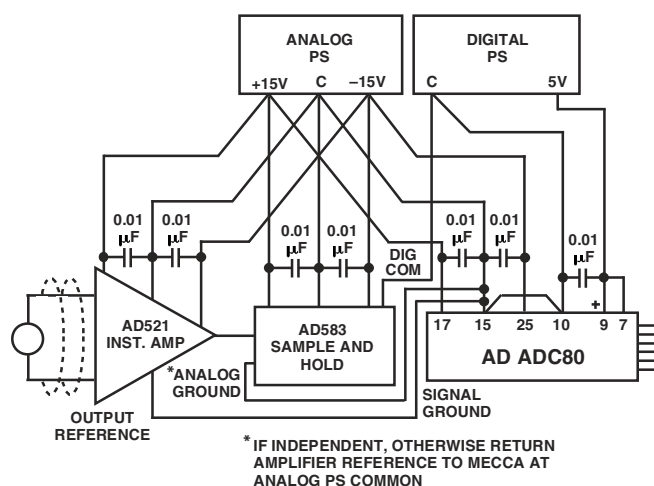 ANALOG
PS
+15V C –15V
DIGITAL
PS
C 5V
0.01
µF
0.01
µF
0.01
µF
0.01
µF
0.01
µF
0.01
µF
0.01
µF
DIG
COM
AD521
INST. AMP
AD583
SAMPLE AND
HOLD
+
17 15 25 10 9 7
AD ADC80
*ANALOG
GROUND
OUTPUT
REFERENCE
SIGNAL
GROUND
* IF INDEPENDENT, OTHERWISE RETURN
AMPLIFIER REFERENCE TO MECCA AT
ANALOG PS COMMON